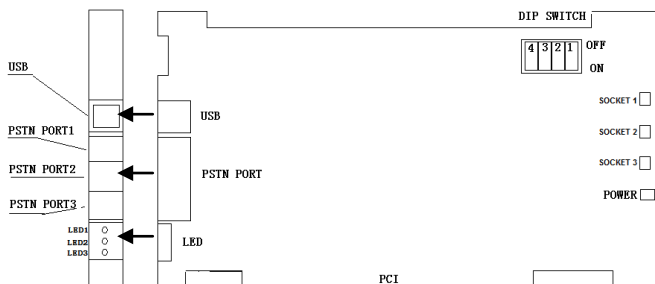 DIP SWITCH
4 3 2 1 OFF
ON
USB
SOCKET 1
USB
PSTN PORT1
SOCKET 2
PSTN PORT2
PSTN PORT
SOCKET 3
POWER
PSTN PORT3
LED1
LED2
LED3
LED
PCI